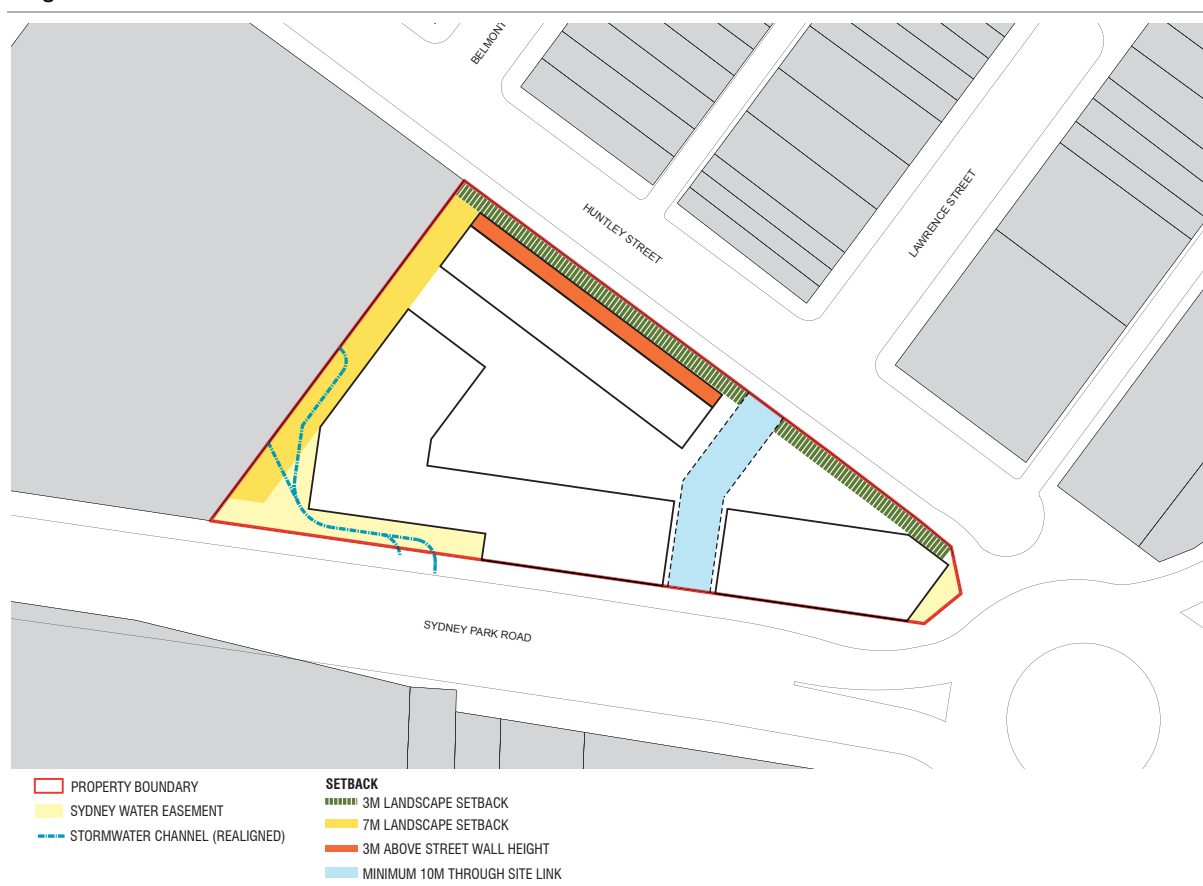 BELMONT
HUNTLEY STREET
LAWRENCE STREET
SYDNEY PARK ROAD
PROPERTY BOUNDARY
SYDNEY WATER EASEMENT
STORMWATER CHANNEL (REALIGNED)
SETBACK
3M LANDSCAPE SETBACK
7M LANDSCAPE SETBACK
3M ABOVE STREET WALL HEIGHT
MINIMUM 10M THROUGH SITE LINK